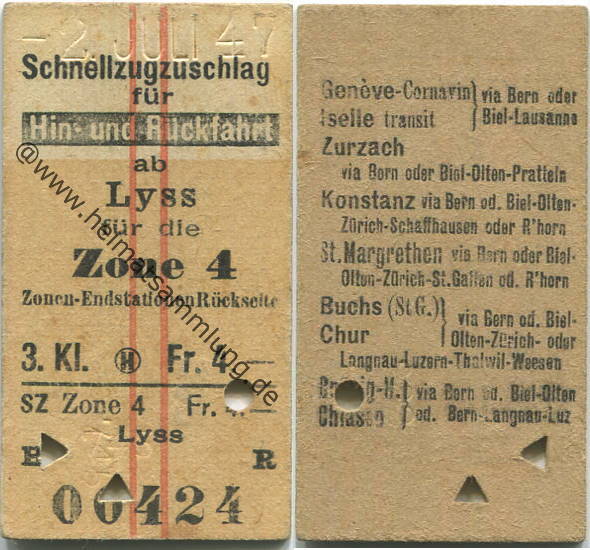 -2. JULI 47
Schnellzugzuschlag
für
Hin- und Rückfahrt
ab
Lyss
für die
Zone 4
Zonen-Endstationen Rückseite
3. Kl. H Fr. 4.—
SZ Zone 4 Fr. 4.—
Lyss
R
00424
@www.heimatsammlung.de
Genève-Cornavin } via Bern oder
Iselle transit } Biel-Lausanne
Zurzach
via Bern oder Biel-Olten-Pratteln
Konstanz via Bern od. Biel-Olten-
Zürich-Schaffhausen oder R'horn
St.Margrethen via Bern oder Biel-
Olten-Zürich-St.Gallen od. R'horn
Buchs (St G.) } via Bern od. Biel-
Chur } Olten-Zürich- oder
Langnau-Luzern-Thalwil-Weesen
} via Bern od. Biel-Olten
Chiasso } od. Bern-Langnau-Luz